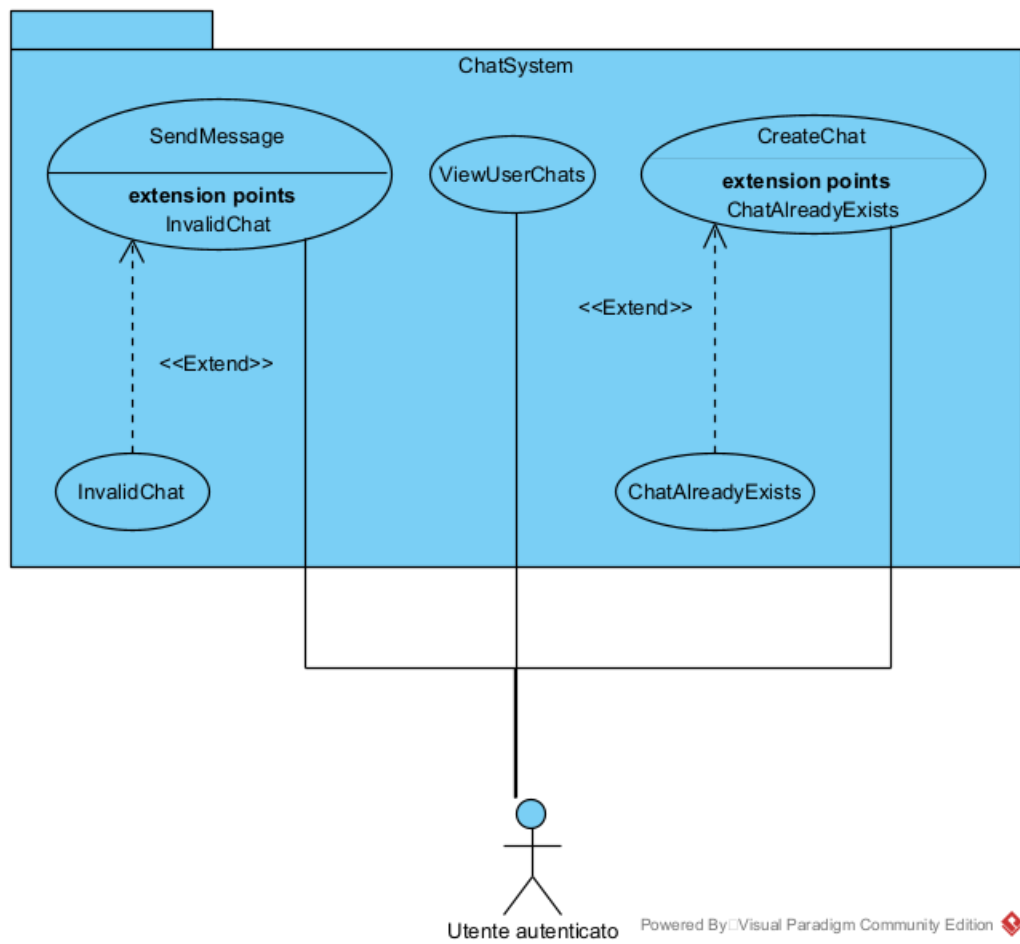 ChatSystem
SendMessage
extension points
InvalidChat
ViewUserChats
CreateChat
extension points
ChatAlreadyExists
<<Extend>>
<<Extend>>
InvalidChat
ChatAlreadyExists
Utente autenticato
Powered By Visual Paradigm Community Edition